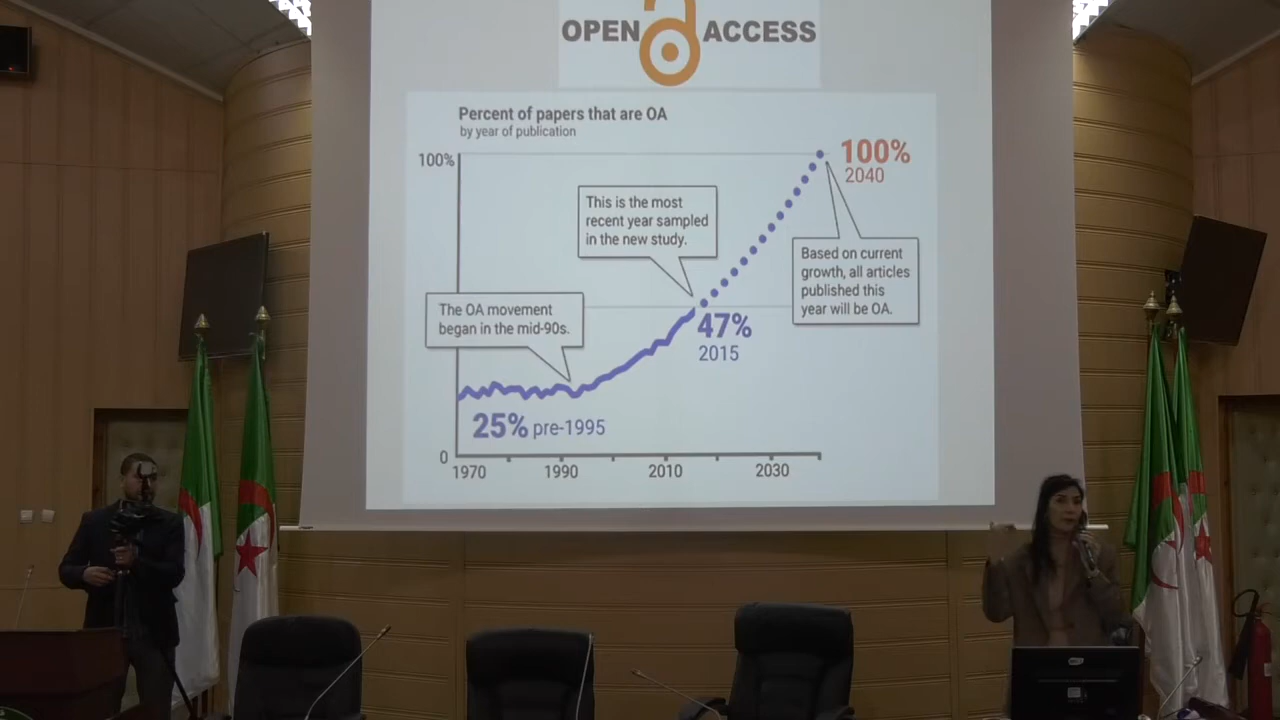 OPEN ACCESS
Percent of papers that are OA
by year of publication
100%
100%
2040
This is the most
recent year sampled
in the new study.
Based on current
growth, all articles
published this
year will be OA.
The OA movement
began in the mid-90s.
47%
2015
25% pre-1995
0
1970
1990
2010
2030